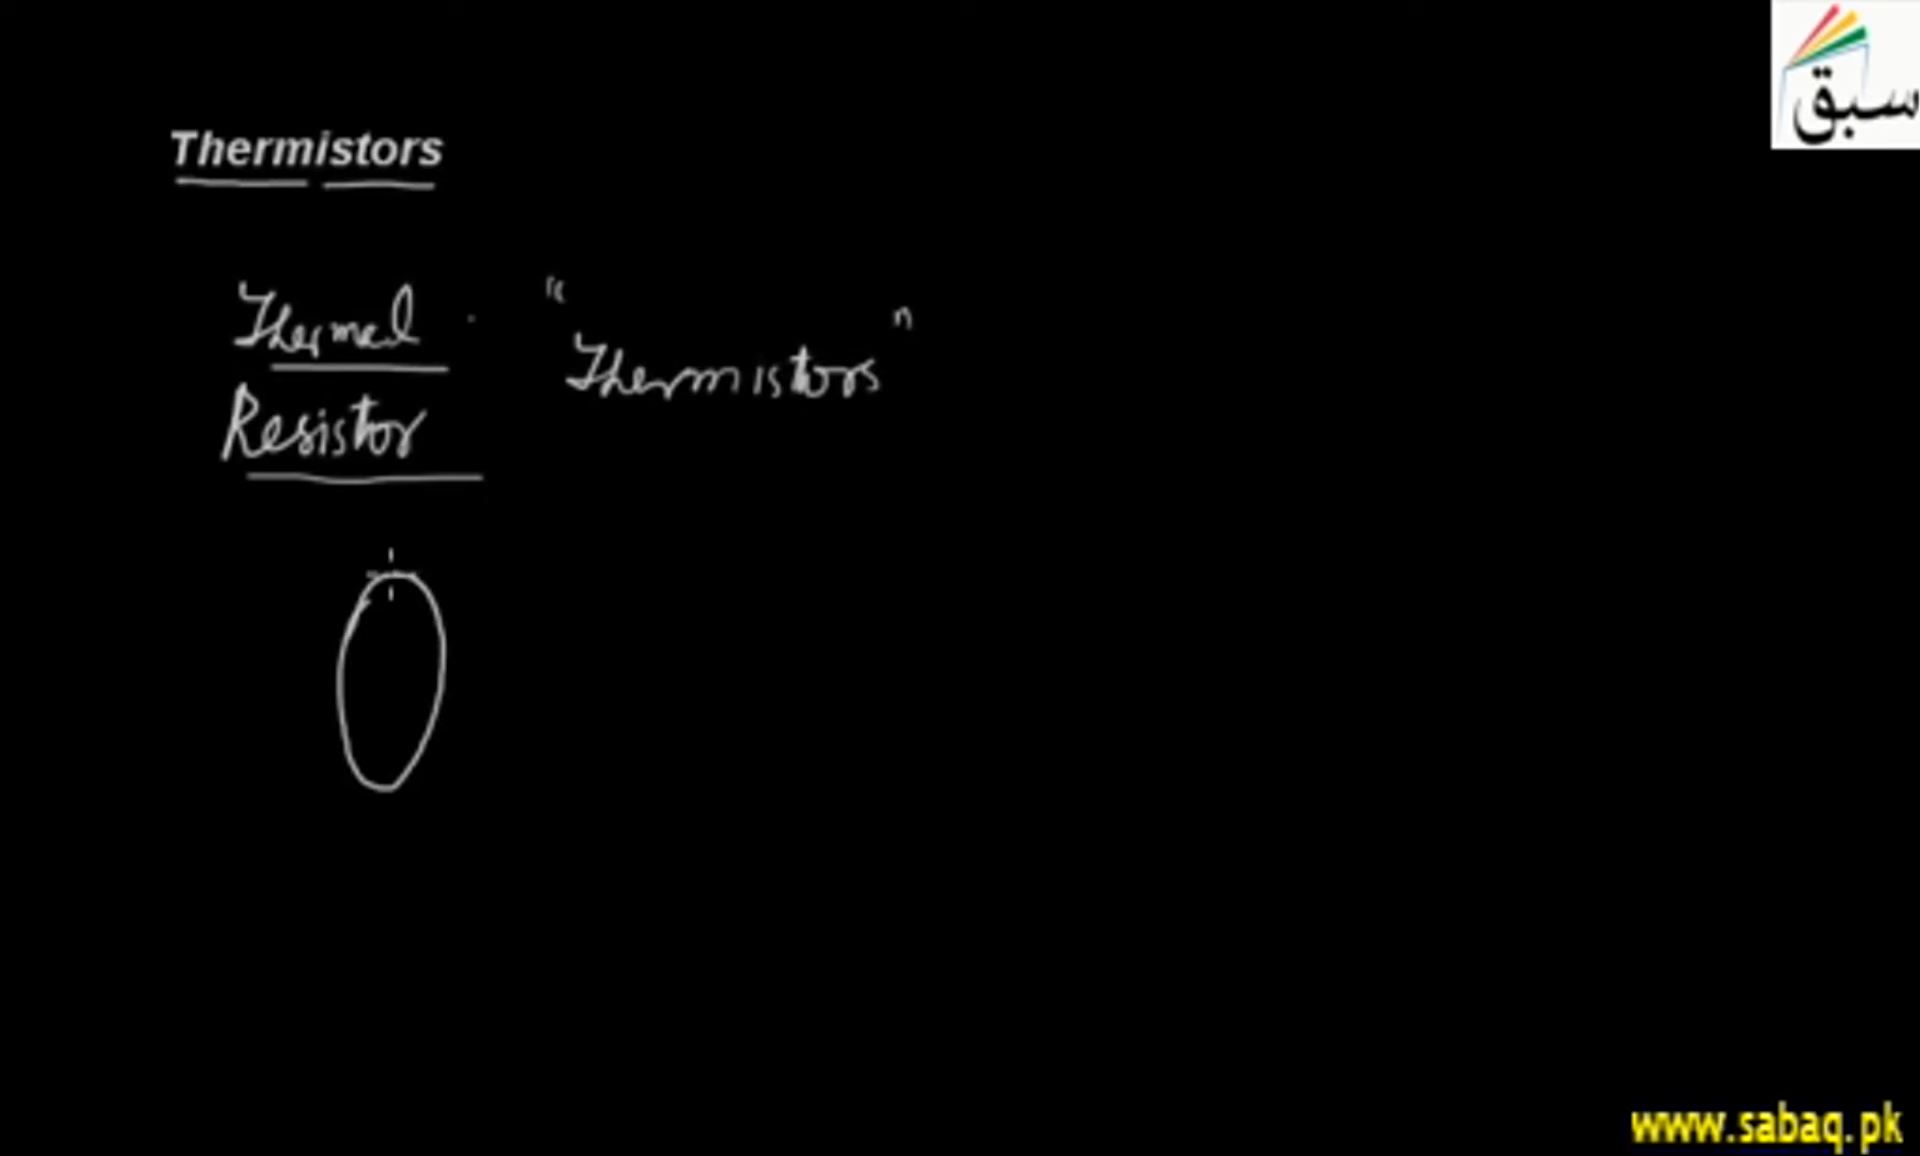 سبق
Thermistors
Thermal
Resistor
"Thermistors"
www.sabaq.pk